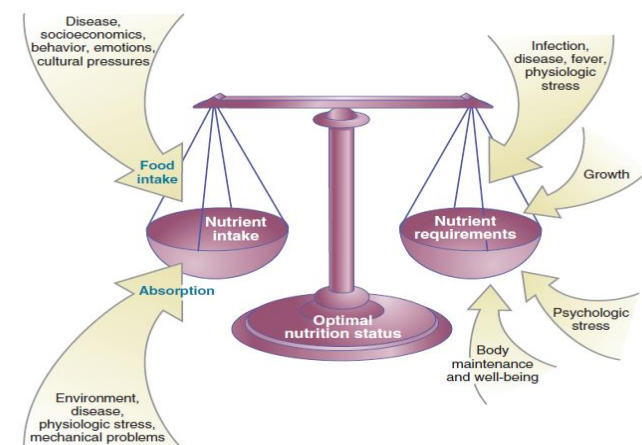 Disease,
socioeconomics,
behavior, emotions,
cultural pressures
Infection,
disease, fever,
physiologic
stress
Food
intake
Growth
Nutrient
intake
Nutrient
requirements
Absorption
Optimal
nutrition status
Psychologic
stress
Body
maintenance
and well-being
Environment,
disease,
physiologic stress,
mechanical problems